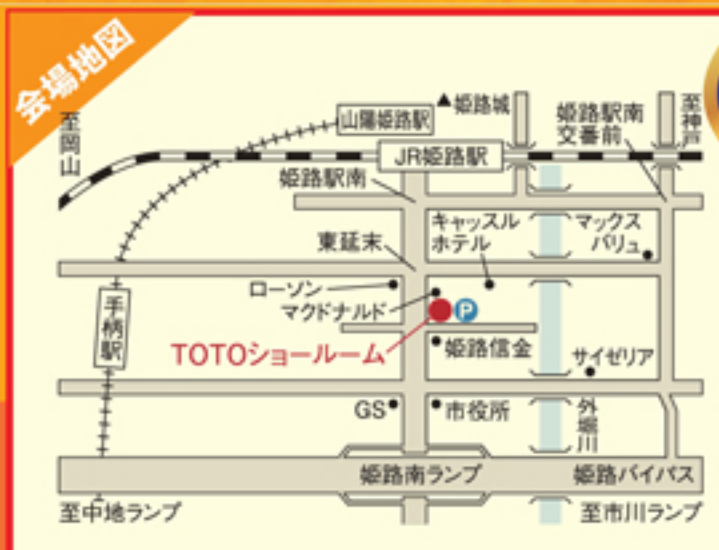 会場地図
至岡山
山陽姫路駅
▲姫路城
姫路駅南
交番前
至神戸
JR姫路駅
姫路駅南
東延末
キャッスル
ホテル
マックス
バリュ
ローソン
マクドナルド
P
手柄駅
TOTOショールーム
姫路信金
サイゼリア
GS
市役所
外堀川
姫路南ランプ
姫路バイパス
至中地ランプ
至市川ランプ